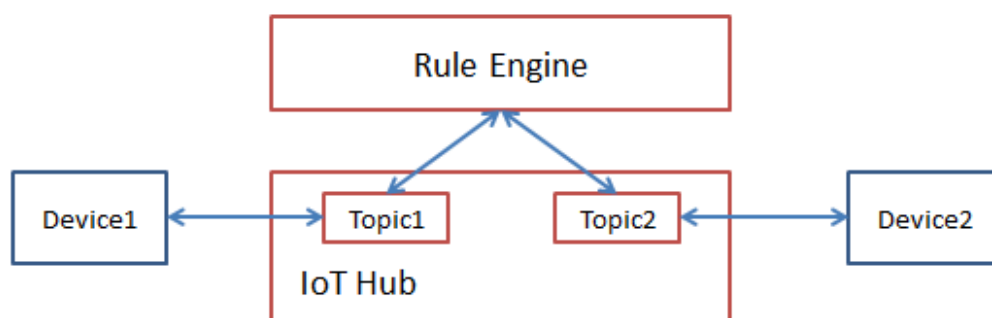 Rule Engine
Device1
Topic1
Topic2
Device2
IoT Hub